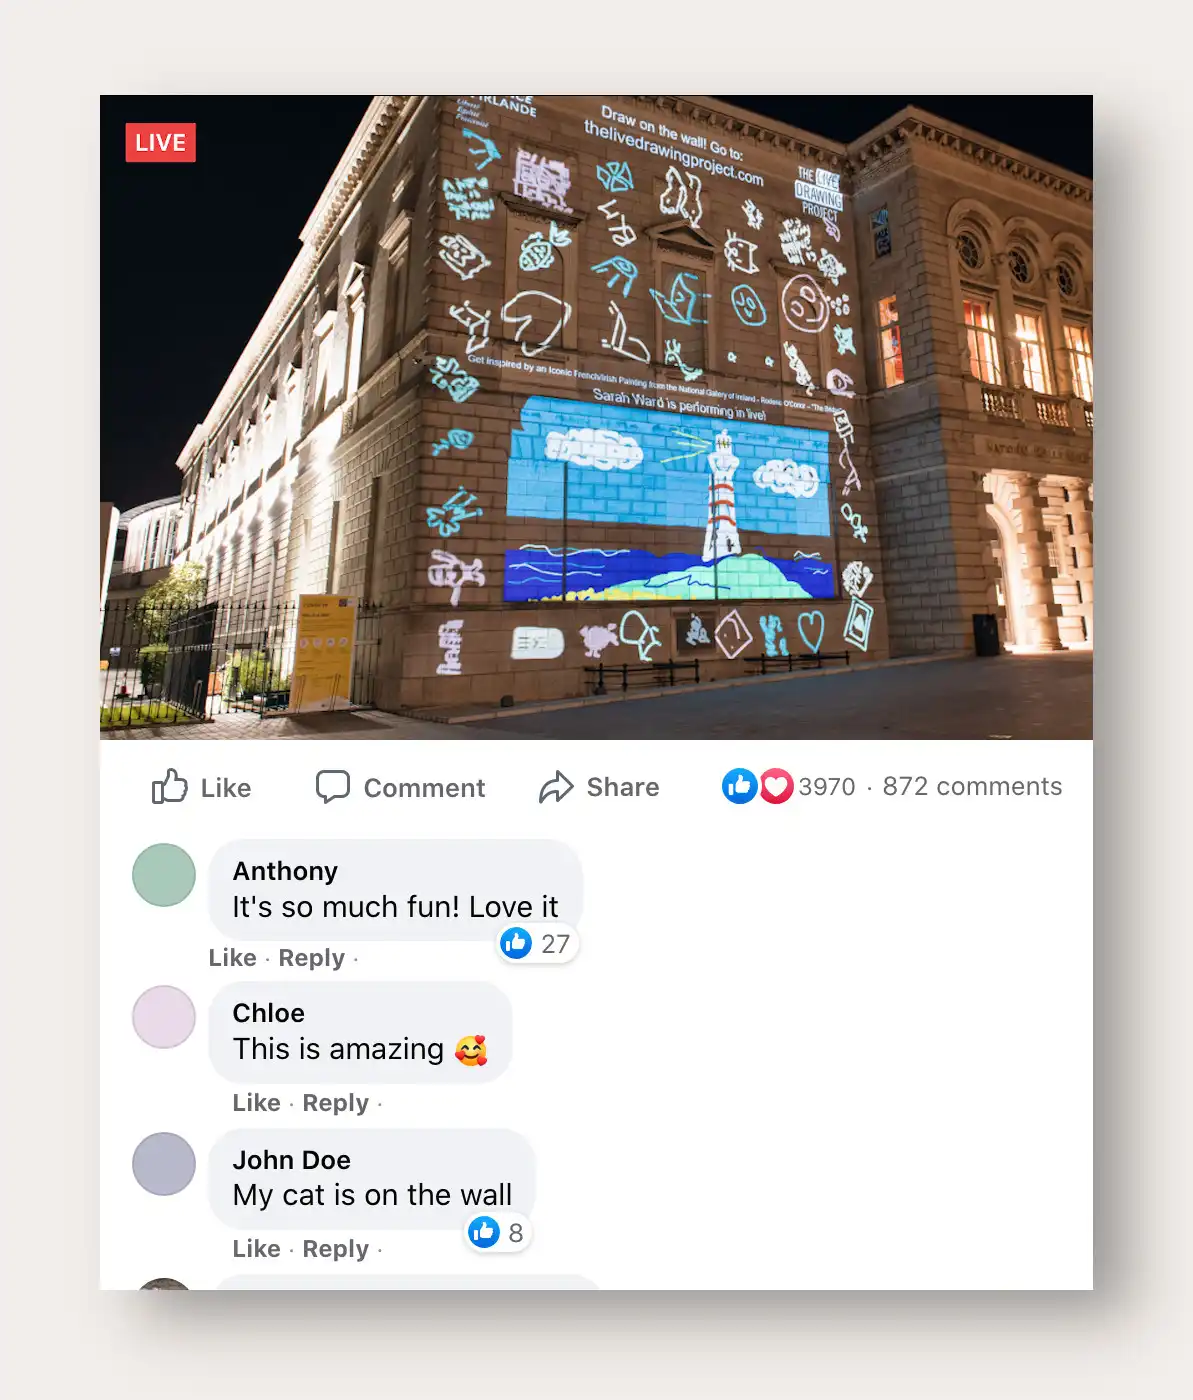 LIVE
IRLANDE
Draw on the wall! Go to:
thelivedrawingproject.com
THE LIVE
DRAWING
PROJECT
Get inspired by an Iconic French/Irish Painting from the National Gallery of Ireland - Roderic O'Conor - "The
Sarah Ward is performing in live!
Like
Comment
Share
3970 · 872 comments
Anthony
It's so much fun! Love it
27
Like · Reply ·
Chloe
This is amazing 🥰
Like · Reply ·
John Doe
My cat is on the wall
8
Like · Reply ·